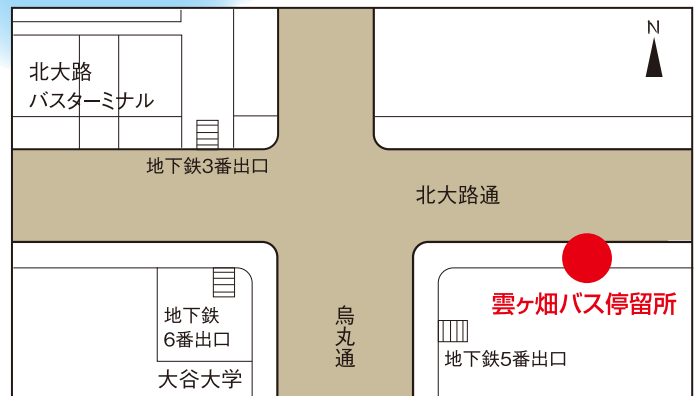 N
北大路
バスターミナル
地下鉄3番出口
北大路通
雲ヶ畑バス停留所
地下鉄
6番出口
烏丸通
地下鉄5番出口
大谷大学